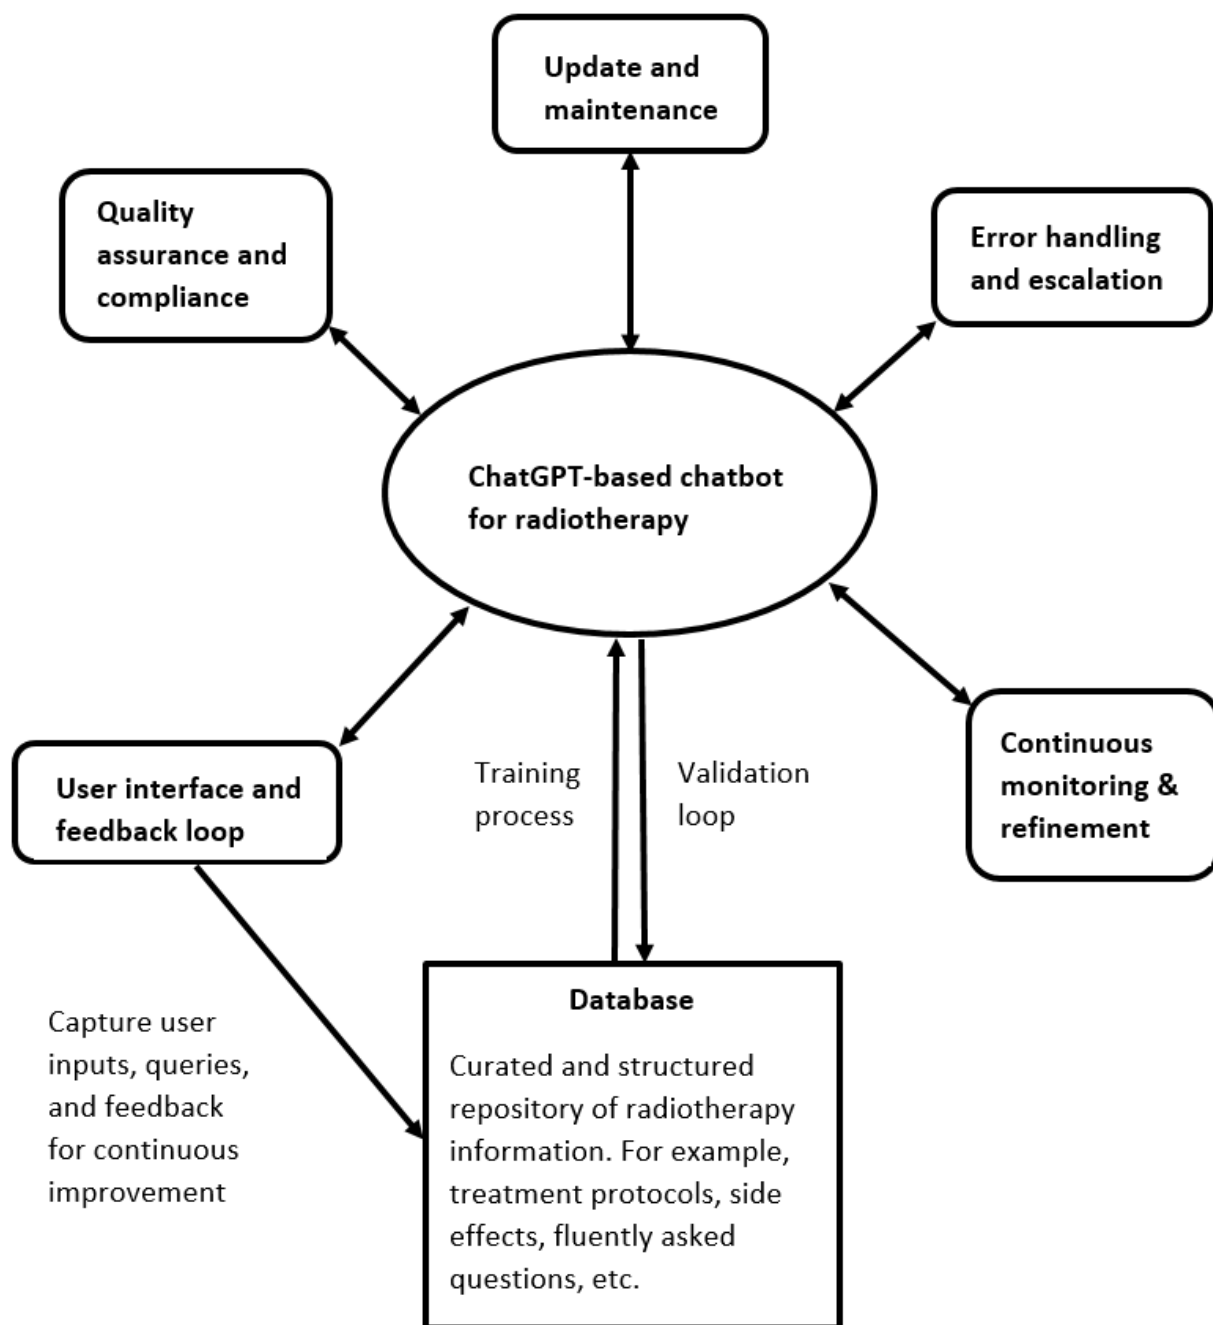 Update and
maintenance
Quality
assurance and
compliance
Error handling
and escalation
ChatGPT-based chatbot
for radiotherapy
User interface and
feedback loop
Training
process
Validation
loop
Continuous
monitoring &
refinement
Capture user
inputs, queries,
and feedback
for continuous
improvement
Database
Curated and structured
repository of radiotherapy
information. For example,
treatment protocols, side
effects, fluently asked
questions, etc.